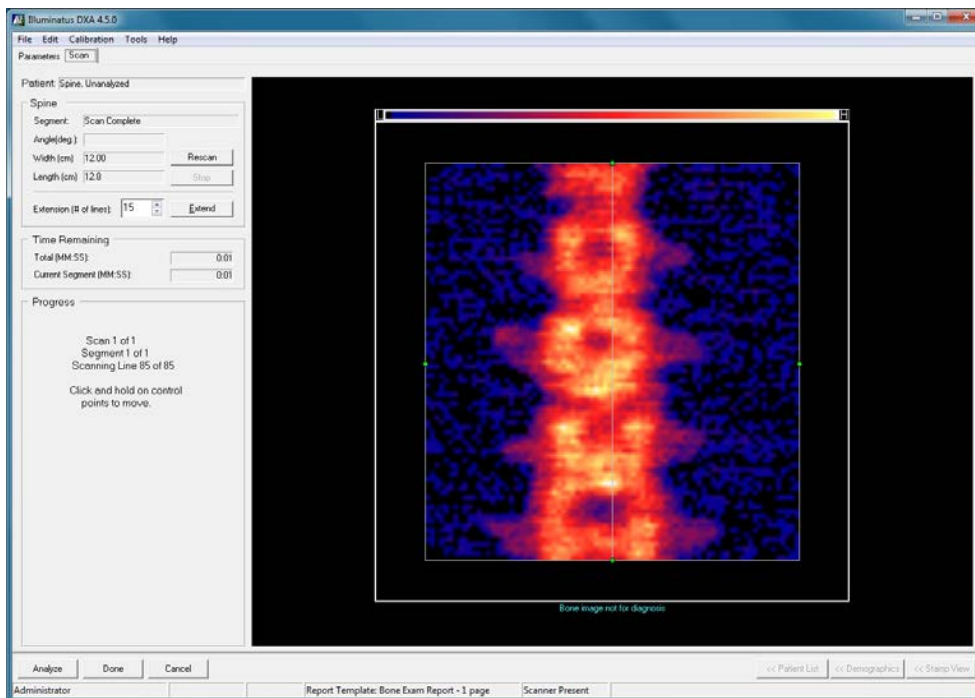 Illuminatus DXA 4.5.0
File Edit Calibration Tools Help
Parameters Scan
Patient: Spine, Unanalyzed
Spine
Segment: Scan Complete
Angle(deg.):
Width (cm) 12.00 Rescan
Length (cm) 12.8 Stop
Extension (# of lines): 15 Extend
Time Remaining
Total (MM:SS): 0:01
Current Segment (MM:SS): 0:01
Progress
Scan 1 of 1
Segment 1 of 1
Scanning Line 85 of 85
Click and hold on control
points to move.
L H
Bone image not for diagnosis
Analyze Done Cancel << Patient List << Demographics << Stamp View
Administrator Report Template: Bone Exam Report - 1 page Scanner Present